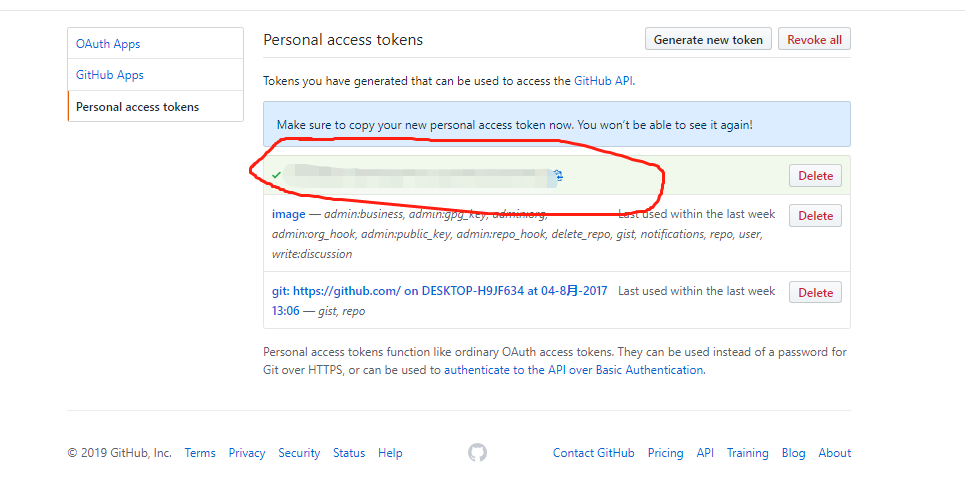 OAuth Apps
GitHub Apps
Personal access tokens
Personal access tokens
Generate new token
Revoke all
Tokens you have generated that can be used to access the GitHub API.
Make sure to copy your new personal access token now. You won't be able to see it again!
Delete
image — admin:business, admin:gpg_key, admin:org,
admin:org_hook, admin:public_key, admin:repo_hook, delete_repo, gist, notifications, repo, user,
write:discussion
Last used within the last week
Delete
git: https://github.com/ on DESKTOP-H9JF634 at 04-8月-2017
13:06 — gist, repo
Last used within the last week
Delete
Personal access tokens function like ordinary OAuth access tokens. They can be used instead of a password for
Git over HTTPS, or can be used to authenticate to the API over Basic Authentication.
© 2019 GitHub, Inc. Terms Privacy Security Status Help
Contact GitHub Pricing API Training Blog About